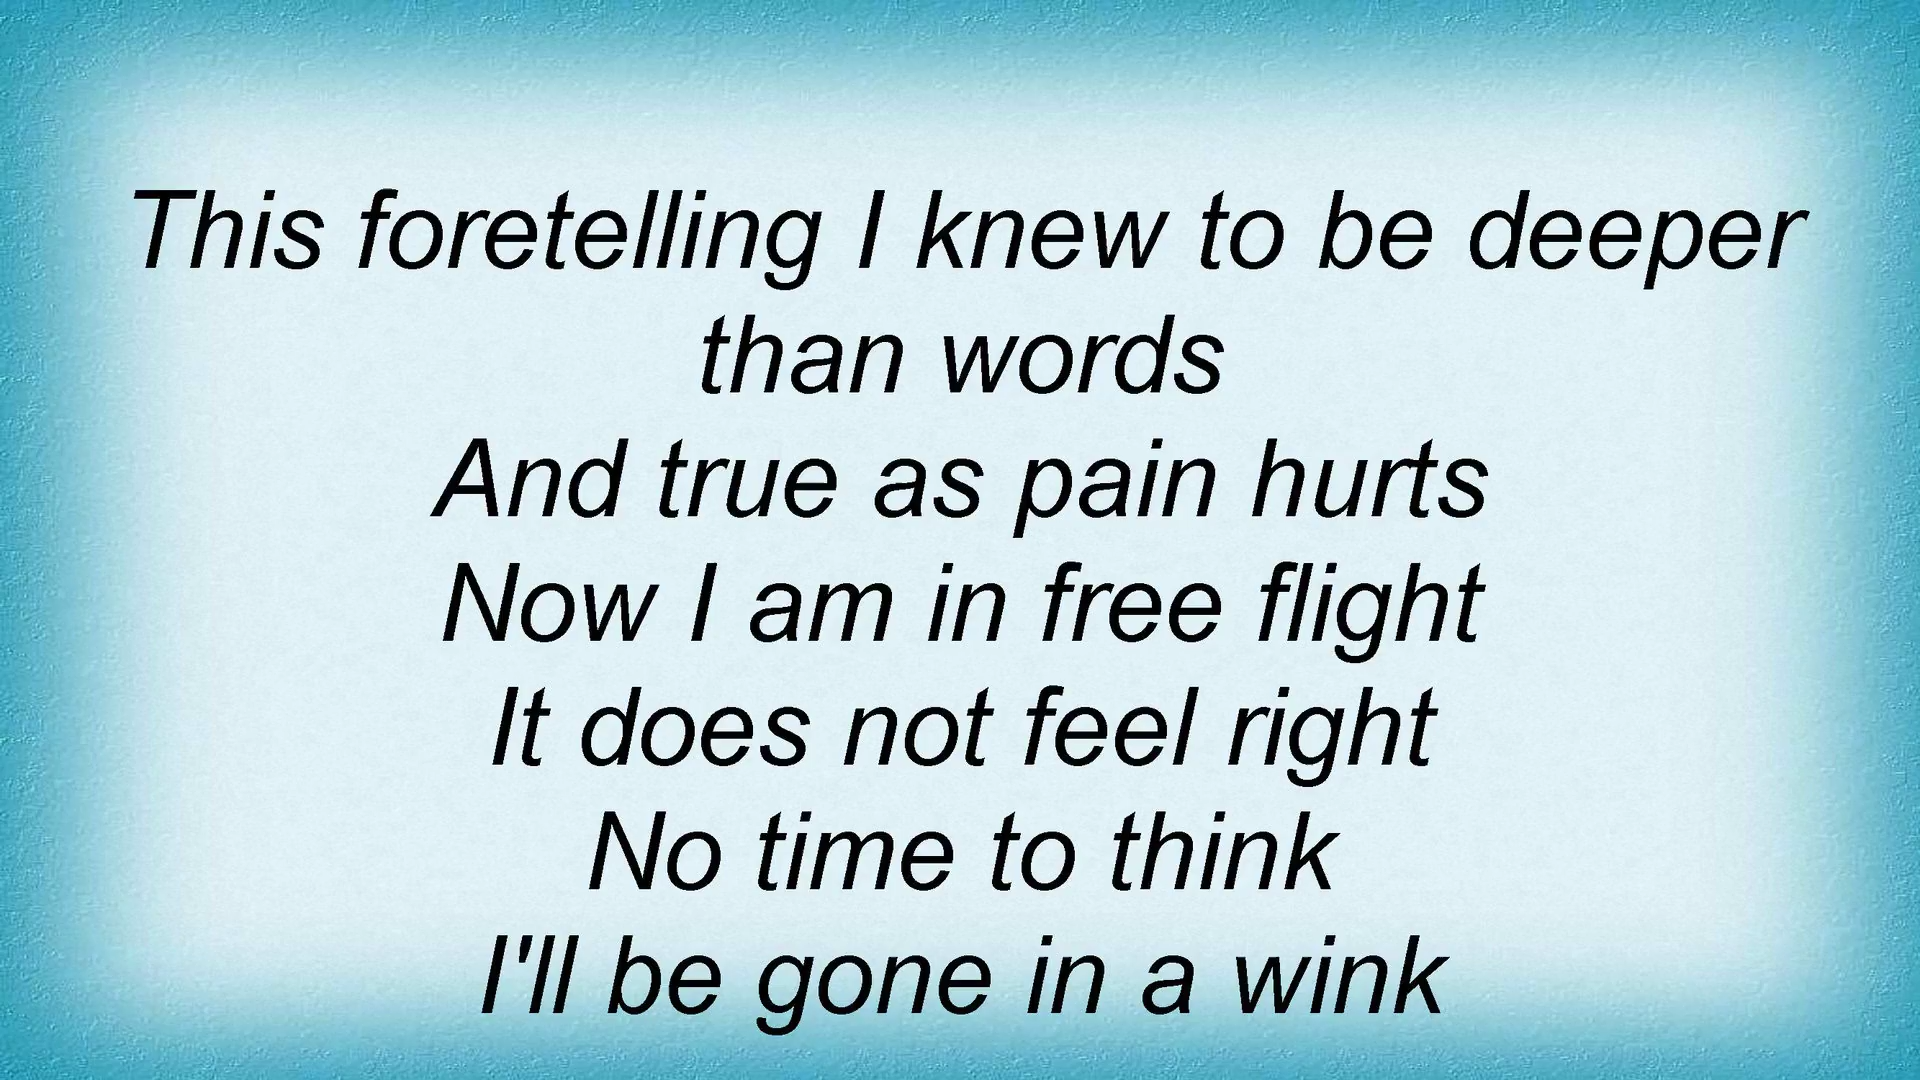 This foretelling I knew to be deeper
than words
And true as pain hurts
Now I am in free flight
It does not feel right
No time to think
I'll be gone in a wink